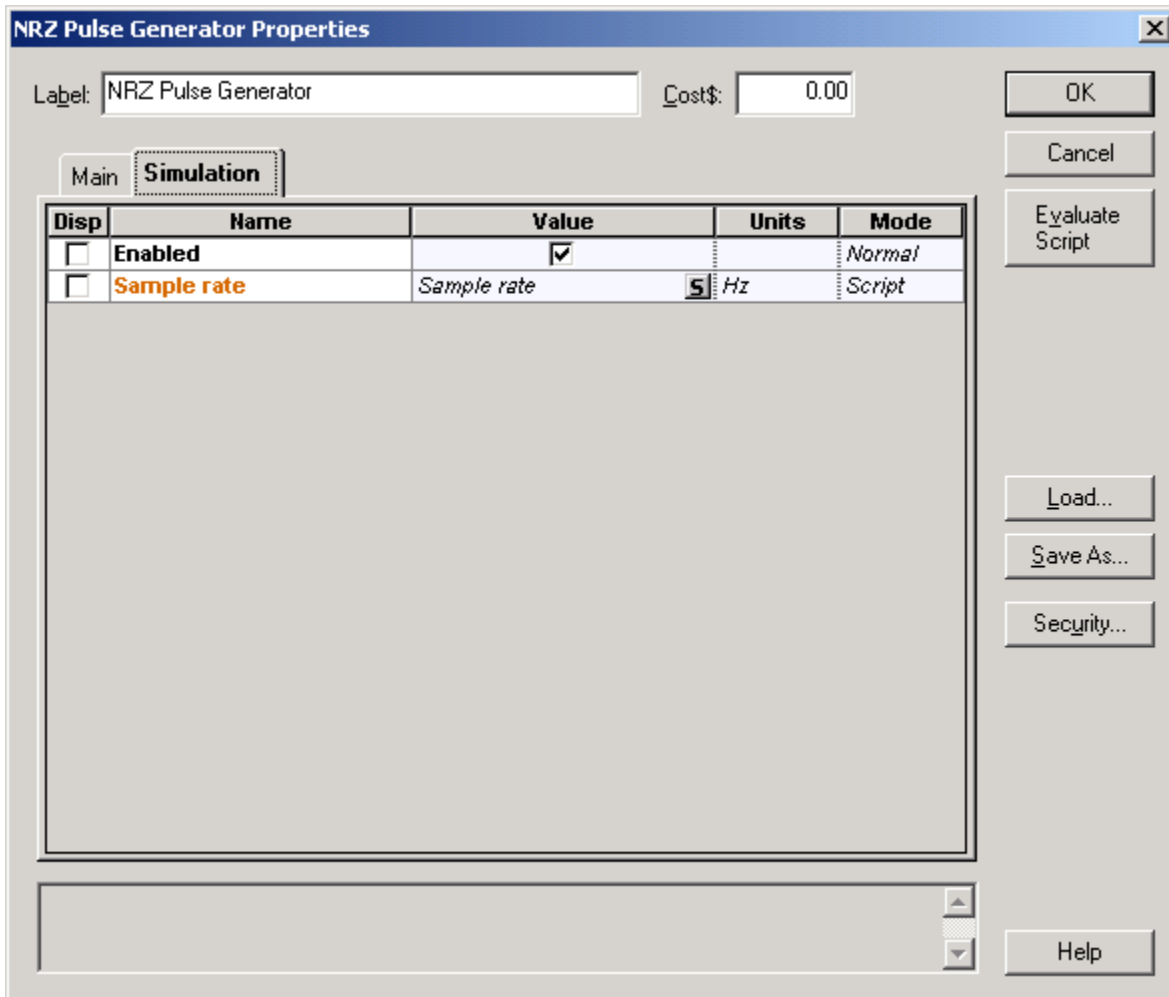 NRZ Pulse Generator Properties
Label: NRZ Pulse Generator Cost$: 0.00 OK
Cancel
Main Simulation
Disp Name Value Units Mode
Evaluate
Script
Enabled Normal
Sample rate Sample rate S Hz Script
Load...
Save As...
Security...
Help